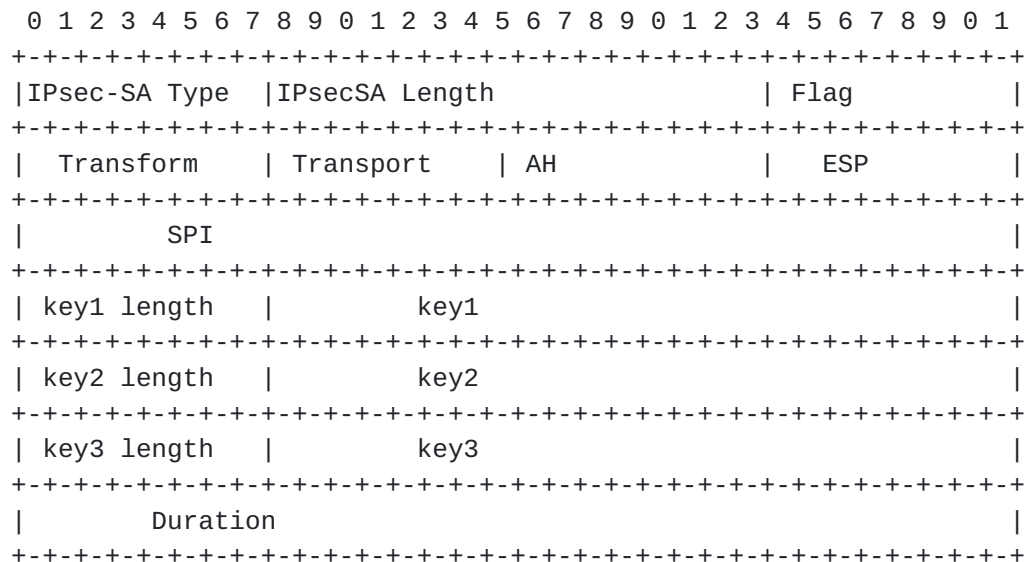 0 1 2 3 4 5 6 7 8 9 0 1 2 3 4 5 6 7 8 9 0 1 2 3 4 5 6 7 8 9 0 1
+-+-+-+-+-+-+-+-+-+-+-+-+-+-+-+-+-+-+-+-+-+-+-+-+-+-+-+-+-+-+-+-+
|IPsec-SA Type  |IPsecSA Length                 | Flag          |
+-+-+-+-+-+-+-+-+-+-+-+-+-+-+-+-+-+-+-+-+-+-+-+-+-+-+-+-+-+-+-+-+
|  Transform    | Transport    | AH             |   ESP         |
+-+-+-+-+-+-+-+-+-+-+-+-+-+-+-+-+-+-+-+-+-+-+-+-+-+-+-+-+-+-+-+-+
|         SPI                                                   |
+-+-+-+-+-+-+-+-+-+-+-+-+-+-+-+-+-+-+-+-+-+-+-+-+-+-+-+-+-+-+-+-+
| key1 length   |         key1                                  |
+-+-+-+-+-+-+-+-+-+-+-+-+-+-+-+-+-+-+-+-+-+-+-+-+-+-+-+-+-+-+-+-+
| key2 length   |         key2                                  |
+-+-+-+-+-+-+-+-+-+-+-+-+-+-+-+-+-+-+-+-+-+-+-+-+-+-+-+-+-+-+-+-+
| key3 length   |         key3                                  |
+-+-+-+-+-+-+-+-+-+-+-+-+-+-+-+-+-+-+-+-+-+-+-+-+-+-+-+-+-+-+-+-+
|        Duration                                               |
+-+-+-+-+-+-+-+-+-+-+-+-+-+-+-+-+-+-+-+-+-+-+-+-+-+-+-+-+-+-+-+-+